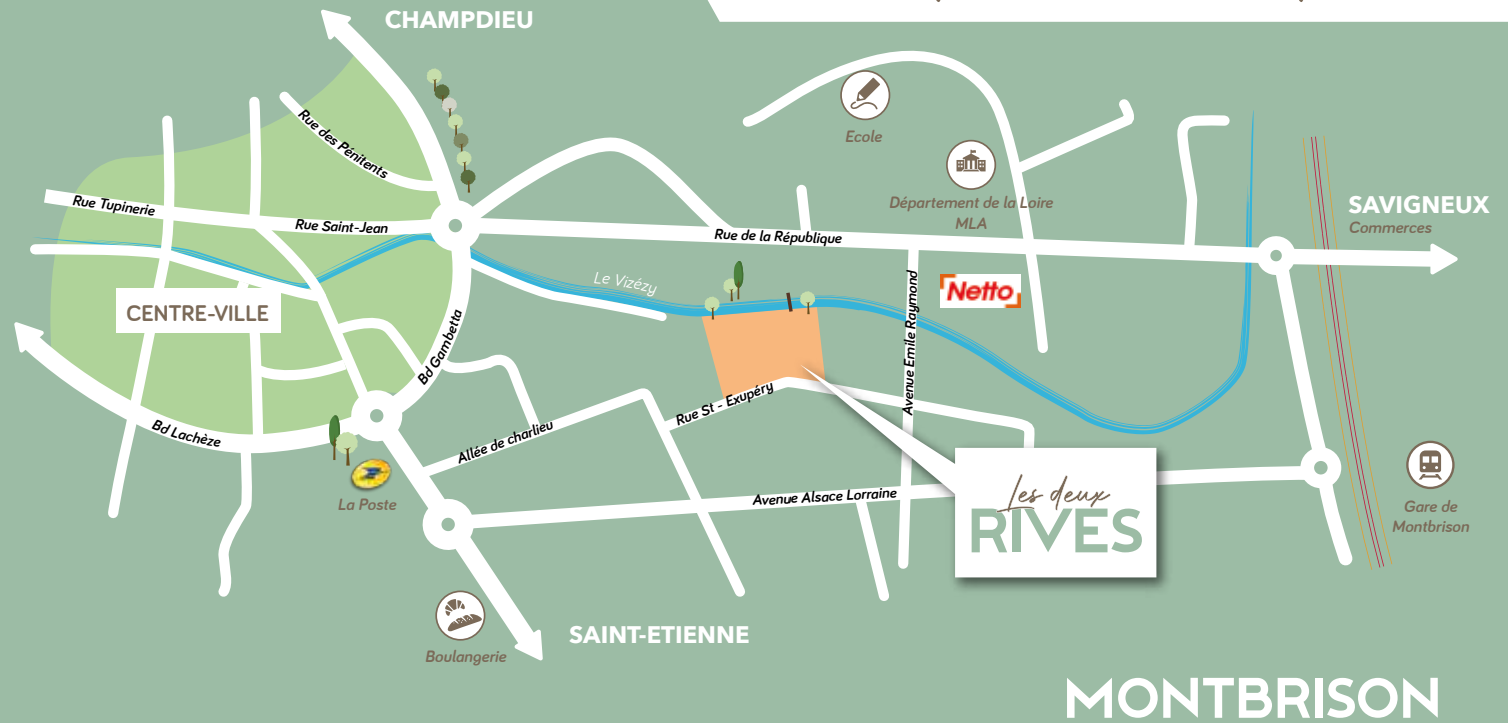 CHAMPDIEU
Rue des Pénitents
Ecole
Département de la Loire
MLA
SAVIGNEUX
Commerces
Rue Tupinerie
Rue Saint-Jean
Rue de la République
Le Vizézy
Netto
CENTRE-VILLE
Avenue Emile Raymond
Bd Gambetta
Rue St - Exupéry
Bd Lachèze
Allée de charlieu
La Poste
Avenue Alsace Lorraine
Les deux
RIVES
Gare de
Montbrison
Boulangerie
SAINT-ETIENNE
MONTBRISON